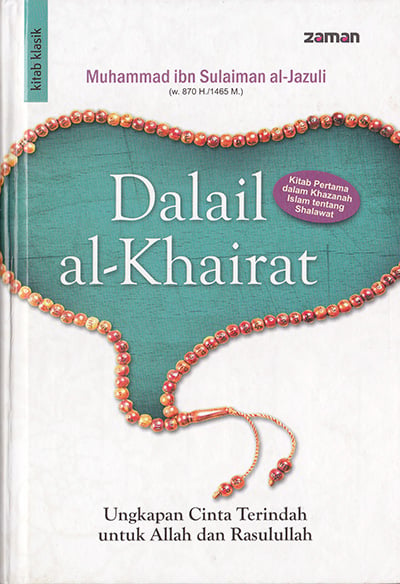 kitab klasik
zaman
Muhammad ibn Sulaiman al-Jazuli
(w. 870 H./1465 M.)
Dalail
al-Khairat
Kitab Pertama
dalam Khazanah
Islam tentang
Shalawat
Ungkapan Cinta Terindah
untuk Allah dan Rasulullah